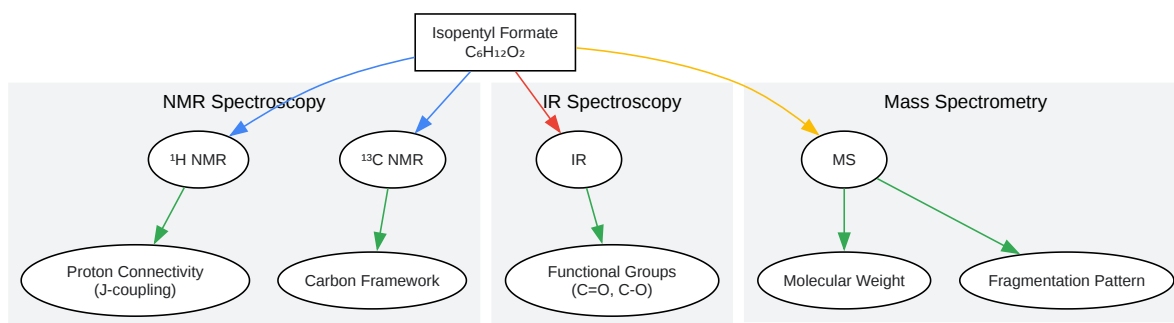 Isopentyl Formate
C₆H₁₂O₂
NMR Spectroscopy
IR Spectroscopy
Mass Spectrometry
¹H NMR
¹³C NMR
IR
MS
Proton Connectivity
(J-coupling)
Carbon Framework
Functional Groups
(C=O, C-O)
Molecular Weight
Fragmentation Pattern